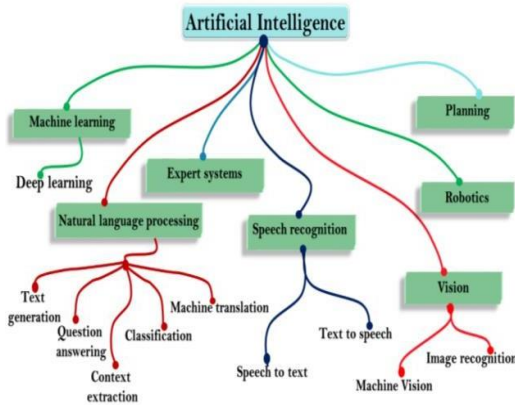 Artificial Intelligence
Machine learning
Planning
Deep learning
Expert systems
Robotics
Natural language processing
Speech recognition
Vision
Text
generation
Question
answering
Context
extraction
Classification
Machine translation
Speech to text
Text to speech
Machine Vision
Image recognition